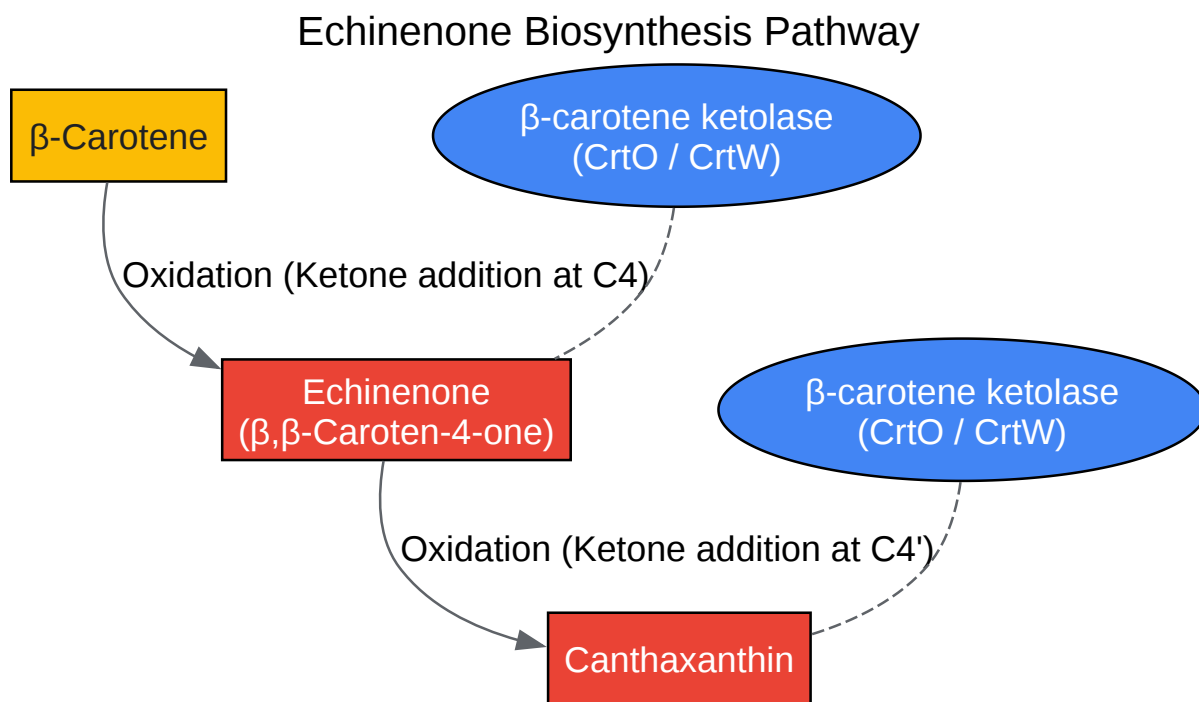 Echinenone Biosynthesis Pathway
β-Carotene
β-carotene ketolase
(CrtO / CrtW)
Oxidation (Ketone addition at C4)
Echinenone
(β,β-Caroten-4-one)
β-carotene ketolase
(CrtO / CrtW)
Oxidation (Ketone addition at C4')
Canthaxanthin